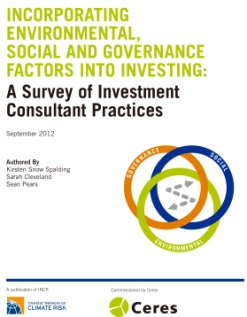 INCORPORATING
ENVIRONMENTAL,
SOCIAL AND GOVERNANCE
FACTORS INTO INVESTING:
A Survey of Investment
Consultant Practices
September 2012
Authored By
Kirsten Snow Spalding
Sarah Cleveland
Sean Pears
GOVERNANCE
SOCIAL
ENVIRONMENTAL
A publication of INCR
Commissioned by Ceres
Investor Network on
CLIMATE RISK
Ceres